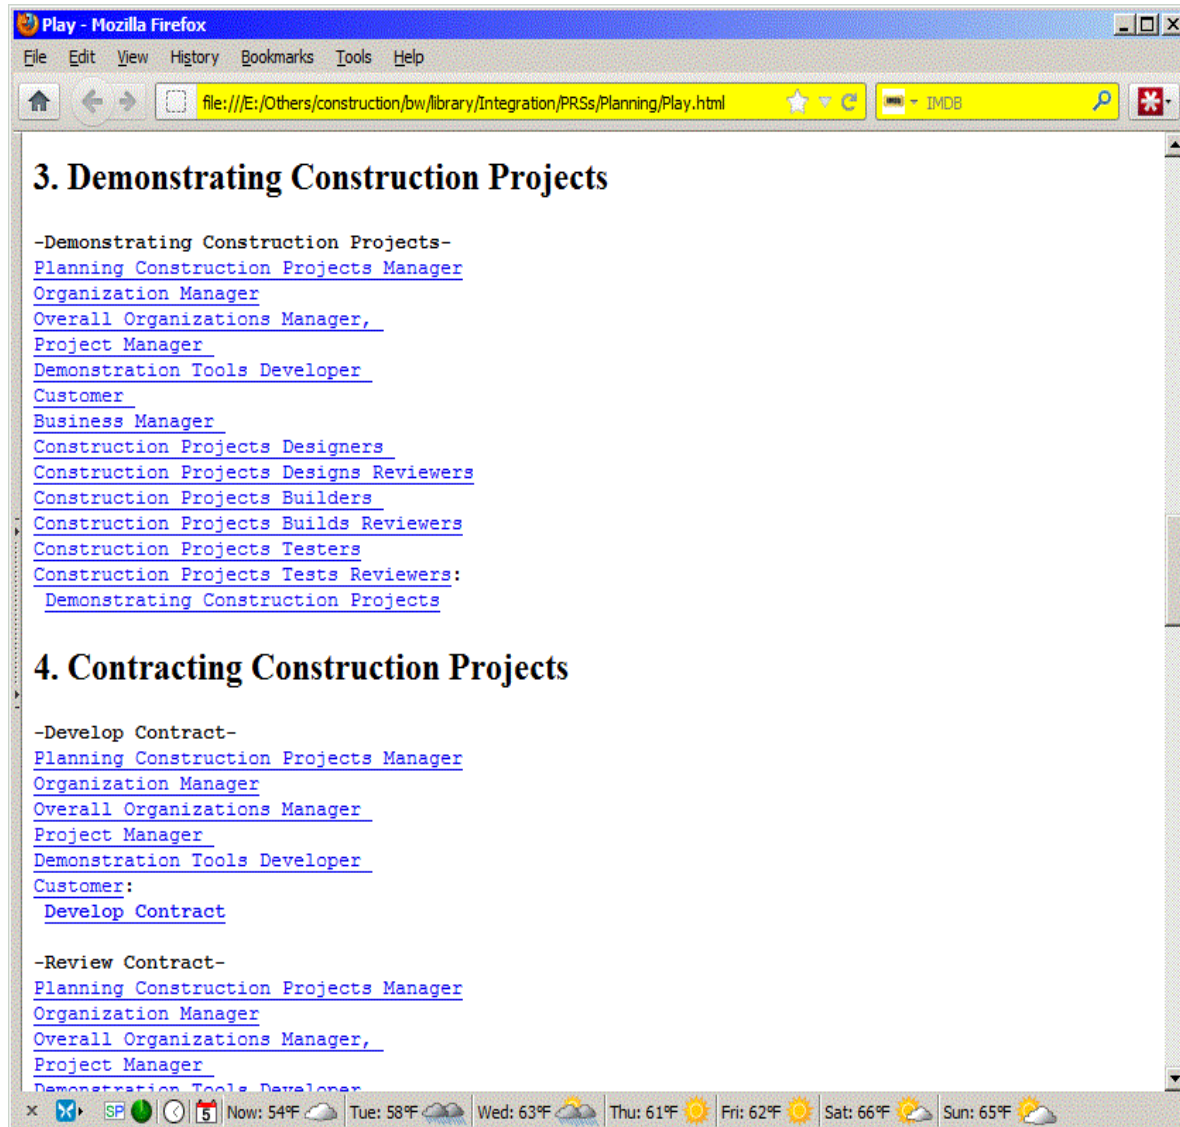 Play - Mozilla Firefox
File Edit View History Bookmarks Tools Help
file:///E:/Others/construction/bw/library/Integration/PRSs/Planning/Play.html IMDB
3. Demonstrating Construction Projects
-Demonstrating Construction Projects-
Planning Construction Projects Manager
Organization Manager
Overall Organizations Manager,
Project Manager
Demonstration Tools Developer
Customer
Business Manager
Construction Projects Designers
Construction Projects Designs Reviewers
Construction Projects Builders
Construction Projects Builds Reviewers
Construction Projects Testers
Construction Projects Tests Reviewers:
Demonstrating Construction Projects
4. Contracting Construction Projects
-Develop Contract-
Planning Construction Projects Manager
Organization Manager
Overall Organizations Manager
Project Manager
Demonstration Tools Developer
Customer:
Develop Contract
-Review Contract-
Planning Construction Projects Manager
Organization Manager
Overall Organizations Manager,
Project Manager
Demonstration Tools Developer
SP 5 Now: 54°F Tue: 58°F Wed: 63°F Thu: 61°F Fri: 62°F Sat: 66°F Sun: 65°F